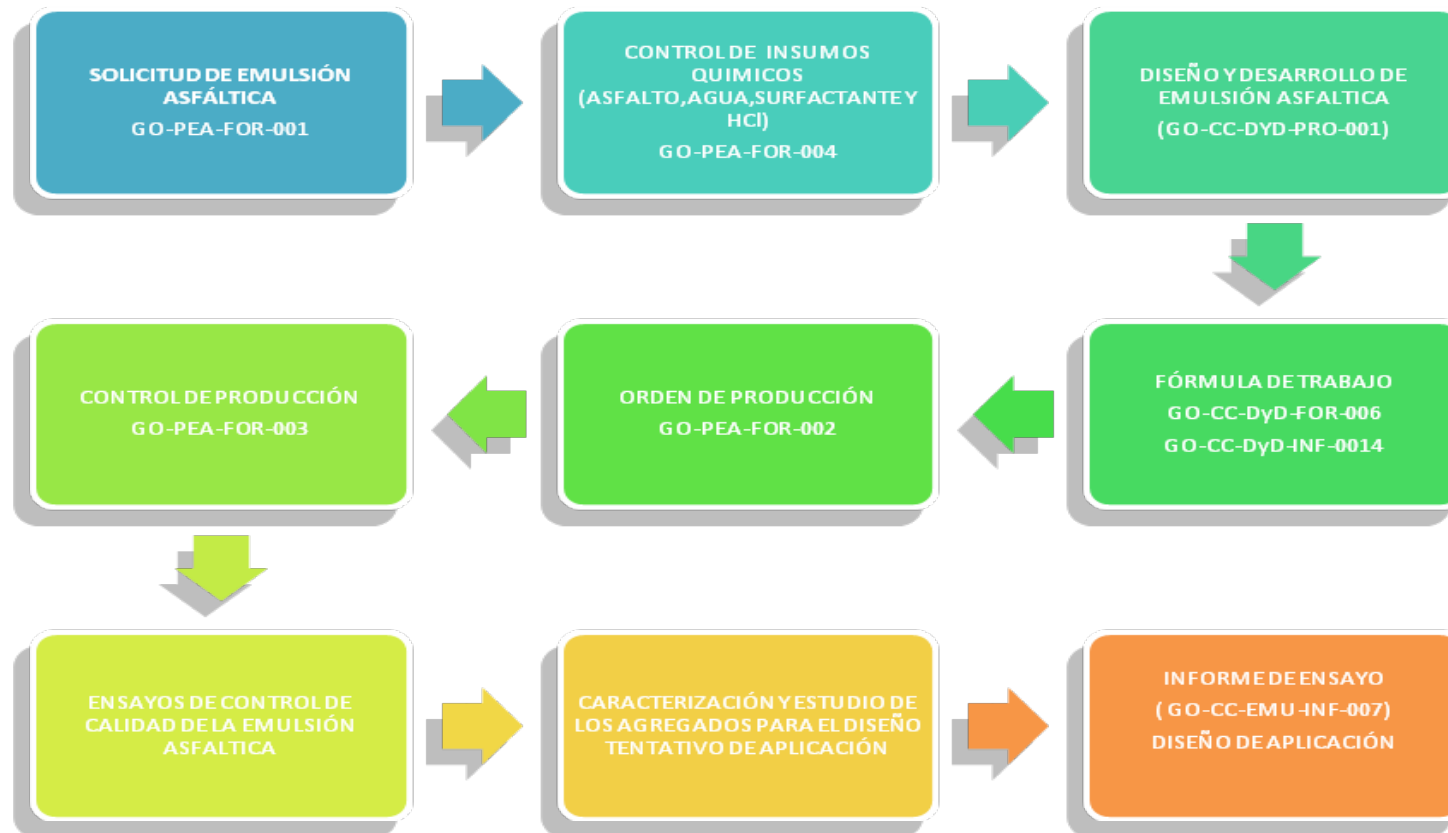 SOLICITUD DE EMULSIÓN
ASFÁLTICA
GO-PEA-FOR-001
CONTROL DE INSUMOS
QUIMICOS
(ASFALTO,AGUA,SURFACTANTE Y
HCl)
GO-PEA-FOR-004
DISEÑO Y DESARROLLO DE
EMULSIÓN ASFALTICA
(GO-CC-DYD-PRO-001)
FÓRMULA DE TRABAJO
GO-CC-DyD-FOR-006
GO-CC-DyD-INF-0014
ORDEN DE PRODUCCIÓN
GO-PEA-FOR-002
CONTROL DE PRODUCCIÓN
GO-PEA-FOR-003
ENSAYOS DE CONTROL DE
CALIDAD DE LA EMULSIÓN
ASFALTICA
CARACTERIZACIÓN Y ESTUDIO DE
LOS AGREGADOS PARA EL DISEÑO
TENTATIVO DE APLICACIÓN
INFORME DE ENSAYO
( GO-CC-EMU-INF-007)
DISEÑO DE APLICACIÓN